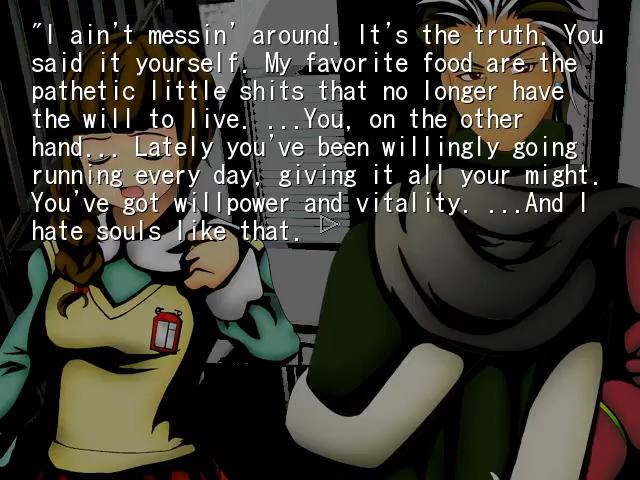 "I ain't messin' around. It's the truth. You
said it yourself. My favorite food are the
pathetic little shits that no longer have
the will to live. ...You, on the other
hand... Lately you've been willingly going
running every day, giving it all your might.
You've got willpower and vitality. ...And I
hate souls like that.